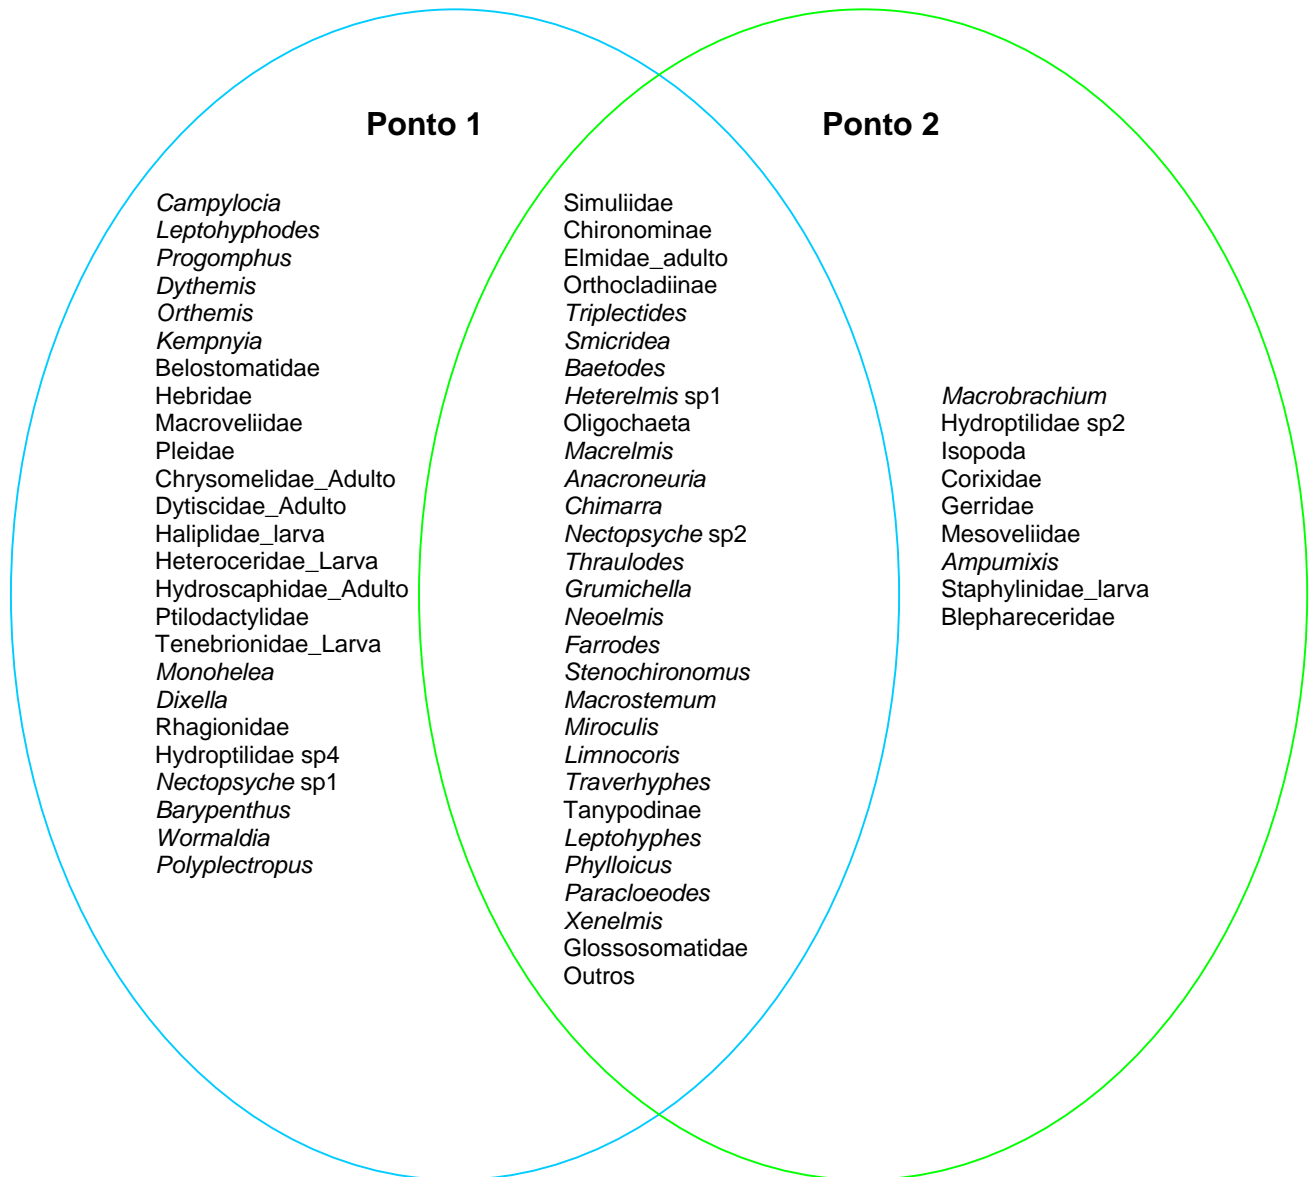 Ponto 1
Ponto 2
Campylocia
Leptohyphodes
Progomphus
Dythemis
Orthemis
Kempnyia
Belostomatidae
Hebridae
Macroveliidae
Pleidae
Chrysomelidae_Adulto
Dytiscidae_Adulto
Haliplidae_larva
Heteroceridae_Larva
Hydroscaphidae_Adulto
Ptilodactylidae
Tenebrionidae_Larva
Monohelea
Dixella
Rhagionidae
Hydroptilidae sp4
Nectopsyche sp1
Barypenthus
Wormaldia
Polyplectropus
Simuliidae
Chironominae
Elmidae_adulto
Orthocladiinae
Triplectides
Smicridea
Baetodes
Heterelmis sp1
Oligochaeta
Macrelmis
Anacroneuria
Chimarra
Nectopsyche sp2
Thraulodes
Grumichella
Neoelmis
Farrodes
Stenochironomus
Macrostemum
Miroculis
Limnocoris
Traverhyphes
Tanypodinae
Leptohyphes
Phylloicus
Paracloeodes
Xenelmis
Glossosomatidae
Outros
Macrobrachium
Hydroptilidae sp2
Isopoda
Corixidae
Gerridae
Mesoveliidae
Ampumixis
Staphylinidae_larva
Blephareceridae